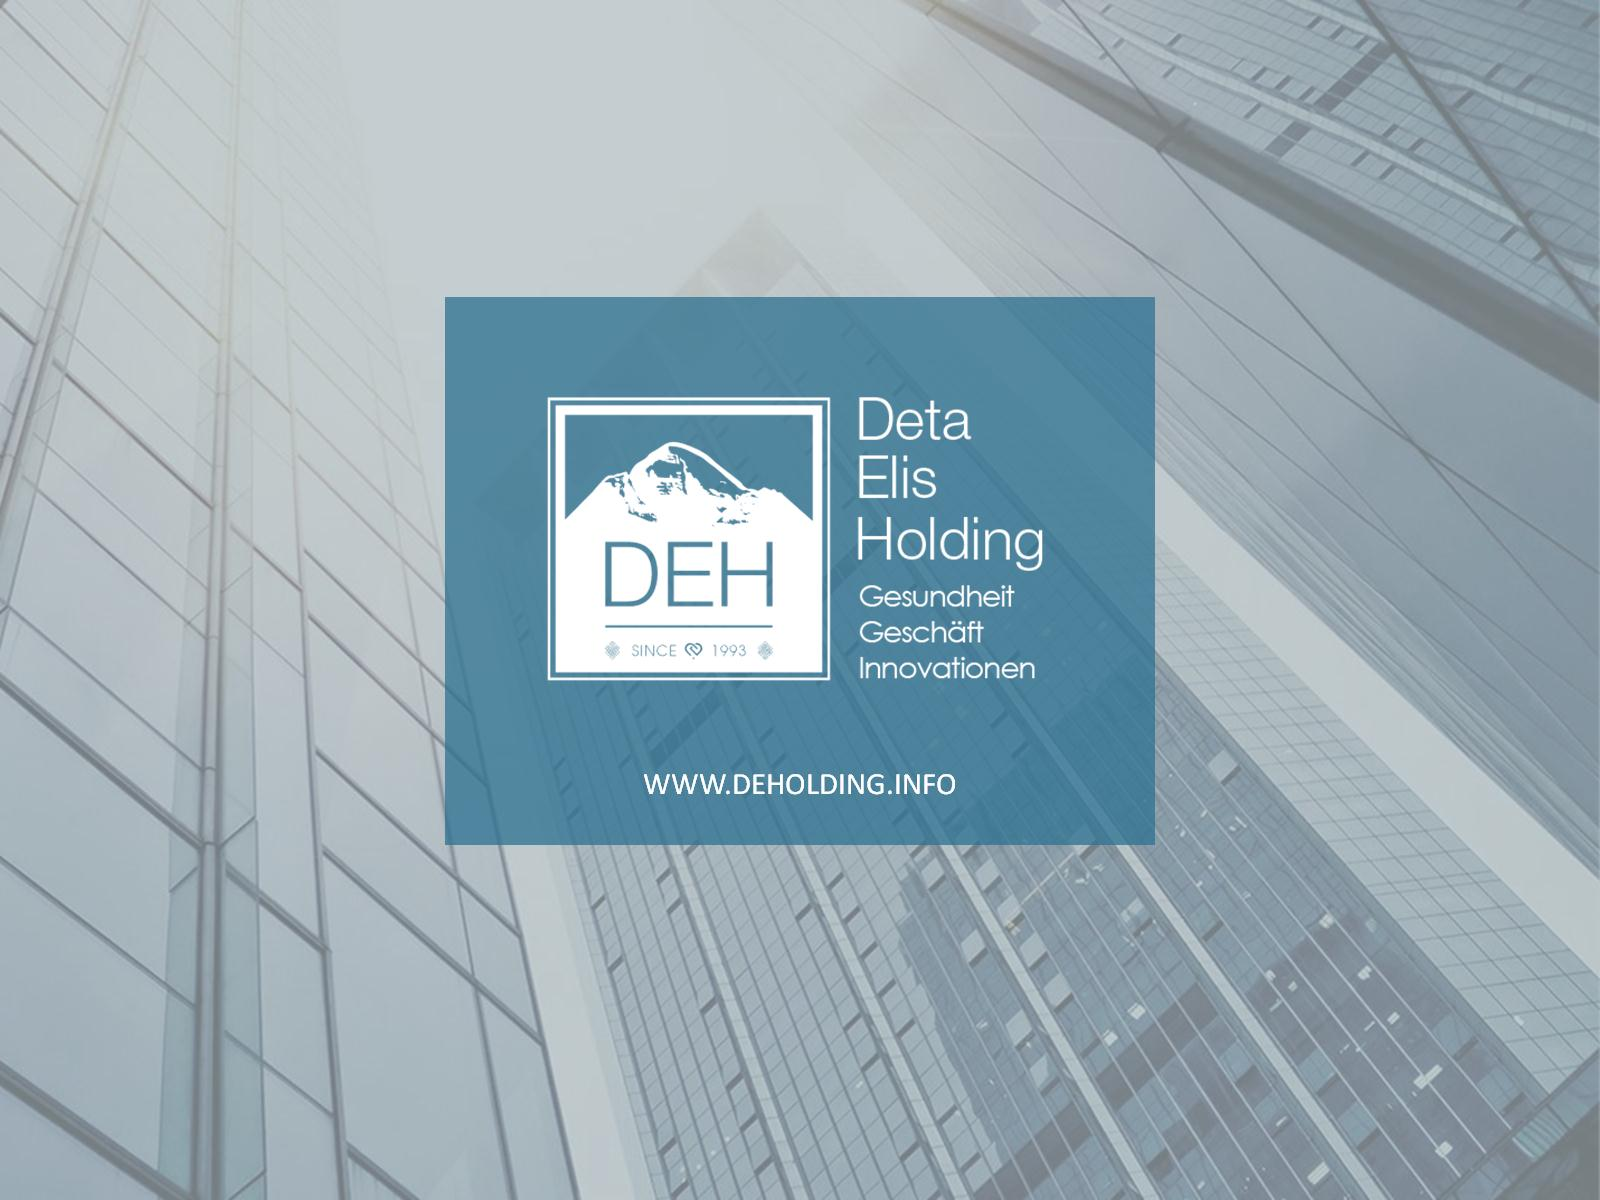 Deta
Elis
Holding
Gesundheit
Geschäft
Innovationen
DEH
SINCE 1993
WWW.DEHOLDING.INFO